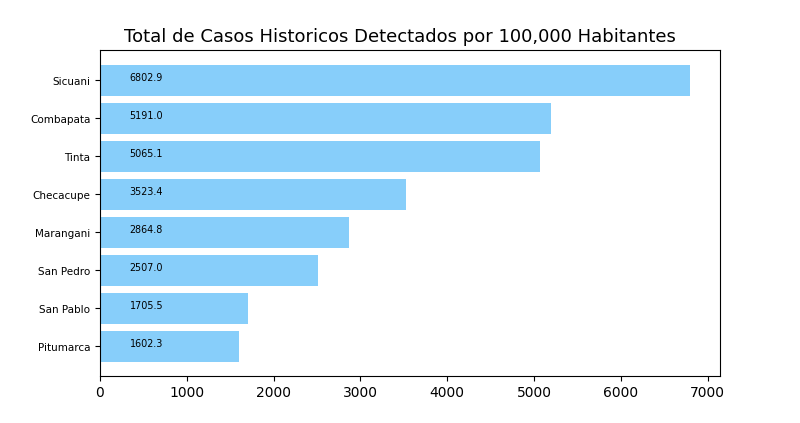 Total de Casos Historicos Detectados por 100,000 Habitantes
Sicuani 6802.9
Combapata 5191.0
Tinta 5065.1
Checacupe 3523.4
Marangani 2864.8
San Pedro 2507.0
San Pablo 1705.5
Pitumarca 1602.3
0 1000 2000 3000 4000 5000 6000 7000